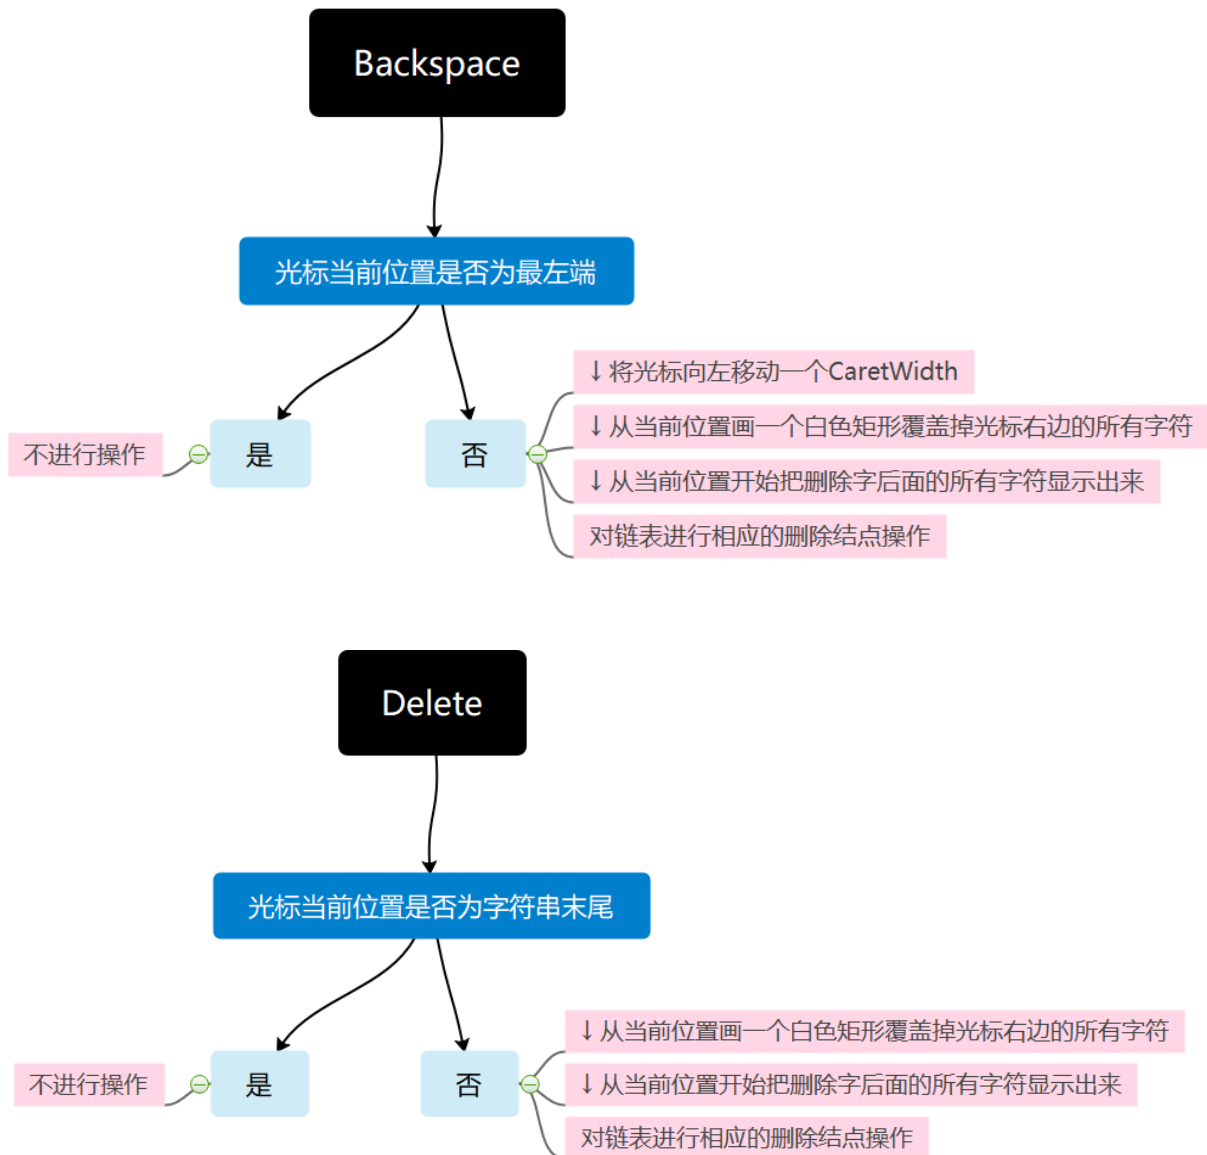 Backspace
光标当前位置是否为最左端
不进行操作
是
否
↓将光标向左移动一个CaretWidth
↓从当前位置画一个白色矩形覆盖掉光标右边的所有字符
↓从当前位置开始把删除字后面的所有字符显示出来
对链表进行相应的删除结点操作
Delete
光标当前位置是否为字符串末尾
不进行操作
是
否
↓从当前位置画一个白色矩形覆盖掉光标右边的所有字符
↓从当前位置开始把删除字后面的所有字符显示出来
对链表进行相应的删除结点操作